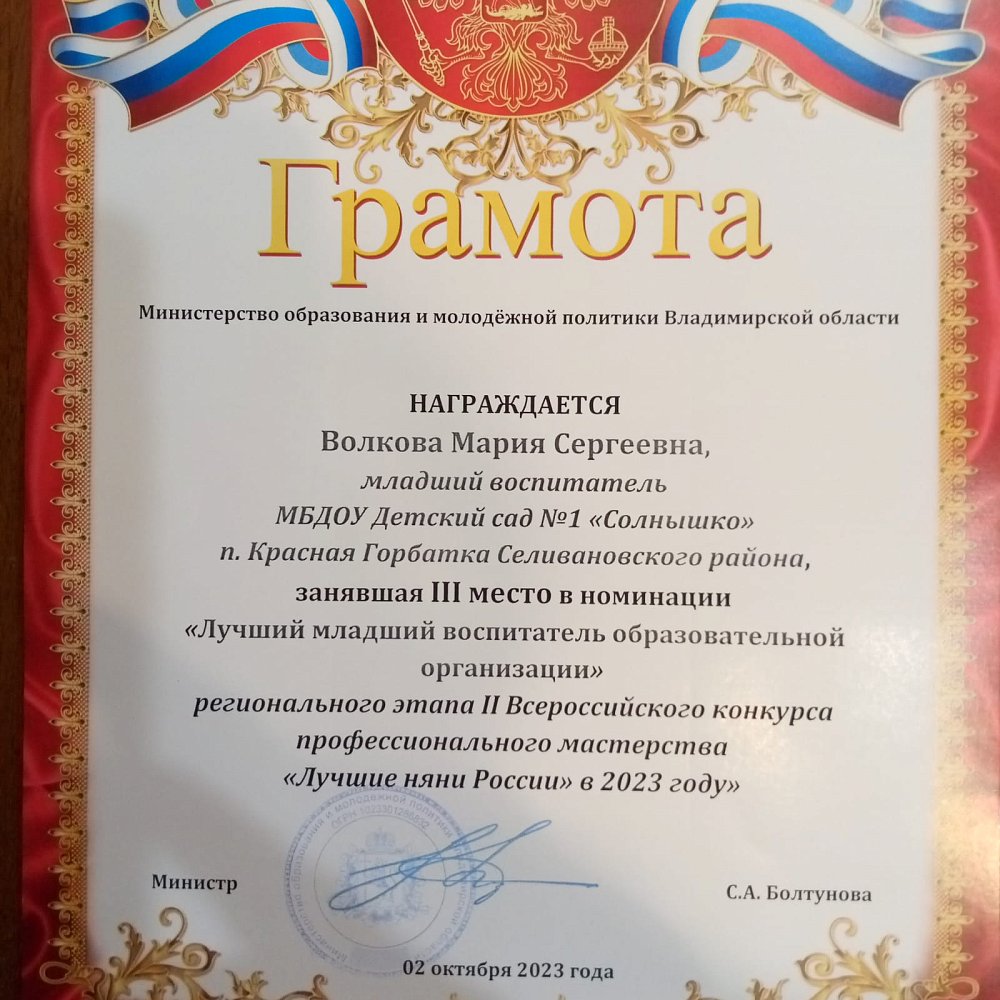 Грамота
Министерство образования и молодёжной политики Владимирской области
НАГРАЖДАЕТСЯ
Волкова Мария Сергеевна,
младший воспитатель
МБДОУ Детский сад №1 «Солнышко»
п. Красная Горбатка Селивановского района,
занявшая III место в номинации
«Лучший младший воспитатель образовательной
организации»
регионального этапа II Всероссийского конкурса
профессионального мастерства
«Лучшие няни России» в 2023 году»
Министр
С.А. Болтунова
02 октября 2023 года